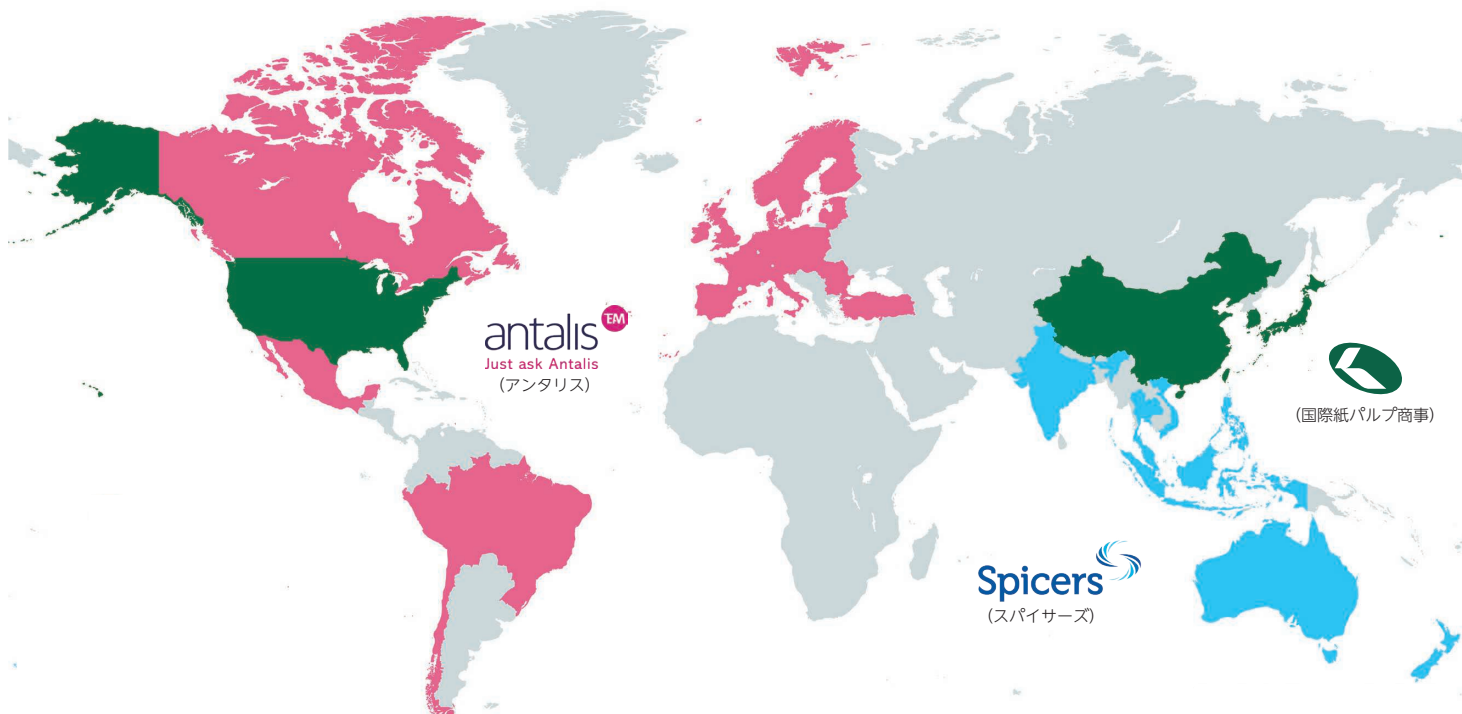 antalis TM
Just ask Antalis
(アンタリス)
(国際紙パルプ商事)
Spicers
(スパイサーズ)